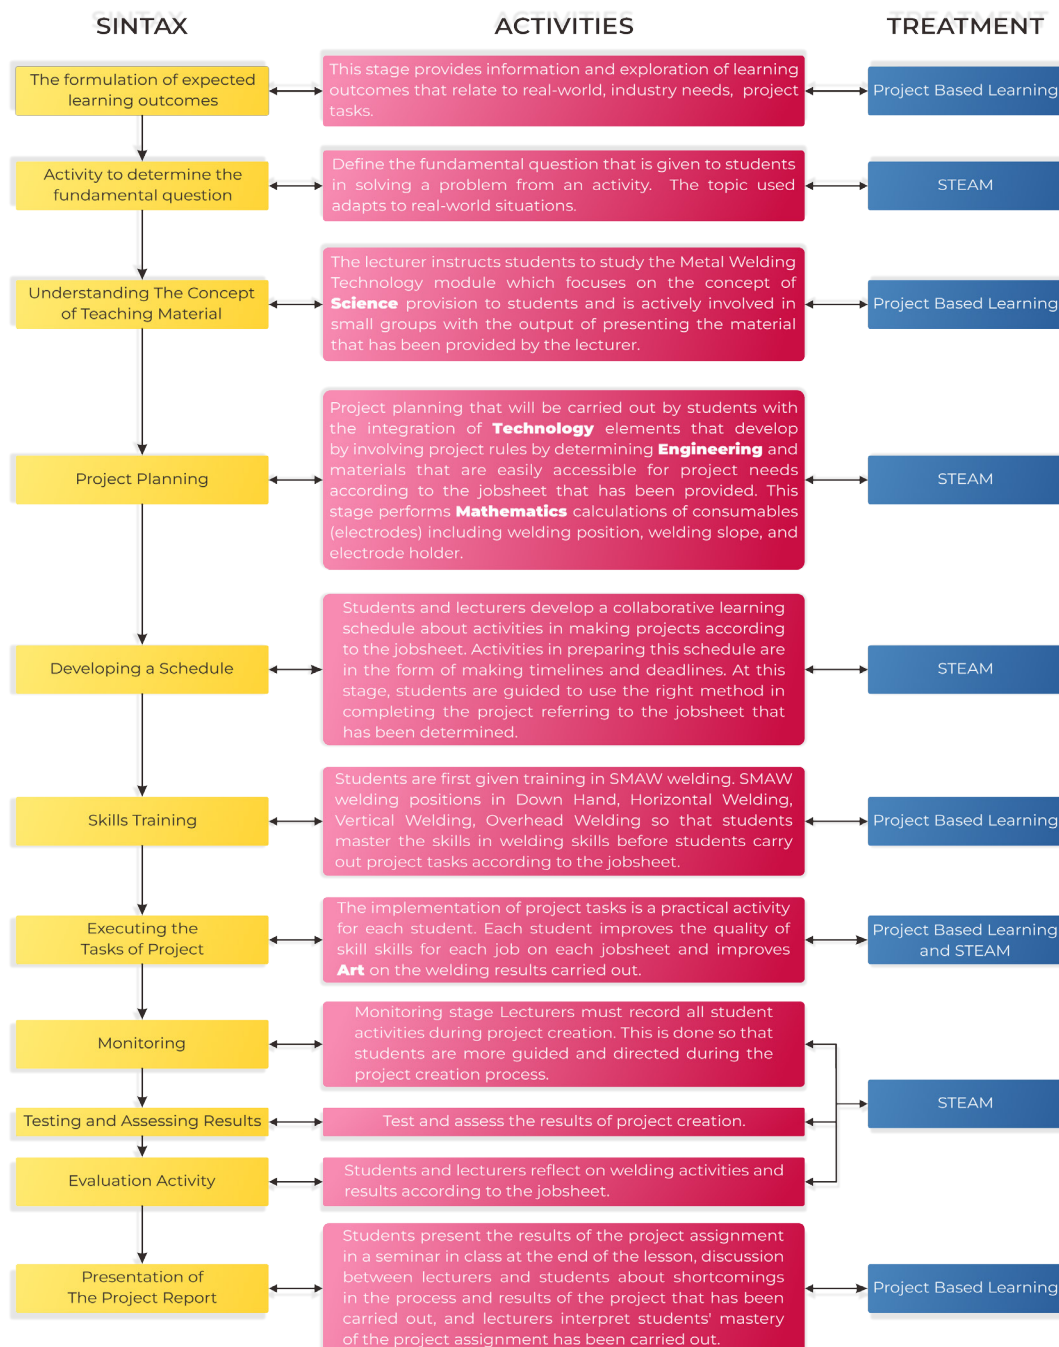 SINTAX
ACTIVITIES
TREATMENT
The formulation of expected
learning outcomes
This stage provides information and exploration of learning
outcomes that relate to real-world, industry needs, project
tasks.
Project Based Learning
Activity to determine the
fundamental question
Define the fundamental question that is given to students
in solving a problem from an activity. The topic used
adapts to real-world situations.
STEAM
Understanding The Concept
of Teaching Material
The lecturer instructs students to study the Metal Welding
Technology module which focuses on the concept of
Science provision to students and is actively involved in
small groups with the output of presenting the material
that has been provided by the lecturer.
Project Based Learning
Project Planning
Project planning that will be carried out by students with
the integration of Technology elements that develop
by involving project rules by determining Engineering and
materials that are easily accessible for project needs
according to the jobsheet that has been provided. This
stage performs Mathematics calculations of consumables
(electrodes) including welding position, welding slope, and
electrode holder.
STEAM
Developing a Schedule
Students and lecturers develop a collaborative learning
schedule about activities in making projects according
to the jobsheet. Activities in preparing this schedule are
in the form of making timelines and deadlines. At this
stage, students are guided to use the right method in
completing the project referring to the jobsheet that
has been determined.
STEAM
Skills Training
Students are first given training in SMAW welding. SMAW
welding positions in Down Hand, Horizontal Welding,
Vertical Welding, Overhead Welding so that students
master the skills in welding skills before students carry
out project tasks according to the jobsheet.
Project Based Learning
Executing the
Tasks of Project
The implementation of project tasks is a practical activity
for each student. Each student improves the quality of
skill skills for each job on each jobsheet and improves
Art on the welding results carried out.
Project Based Learning
and STEAM
Monitoring
Monitoring stage Lecturers must record all student
activities during project creation. This is done so that
students are more guided and directed during the
project creation process.
STEAM
Testing and Assessing Results
Test and assess the results of project creation.
Evaluation Activity
Students and lecturers reflect on welding activities and
results according to the jobsheet.
Presentation of
The Project Report
Students present the results of the project assignment
in a seminar in class at the end of the lesson, discussion
between lecturers and students about shortcomings
in the process and results of the project that has been
carried out, and lecturers interpret students' mastery
of the project assignment has been carried out.
Project Based Learning